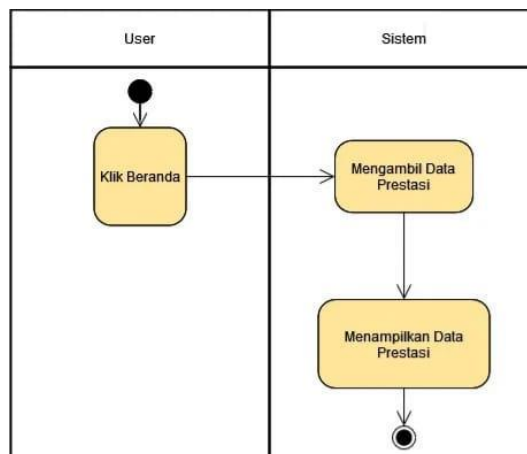 User
Sistem
Klik Beranda
Mengambil Data
Prestasi
Menampilkan Data
Prestasi